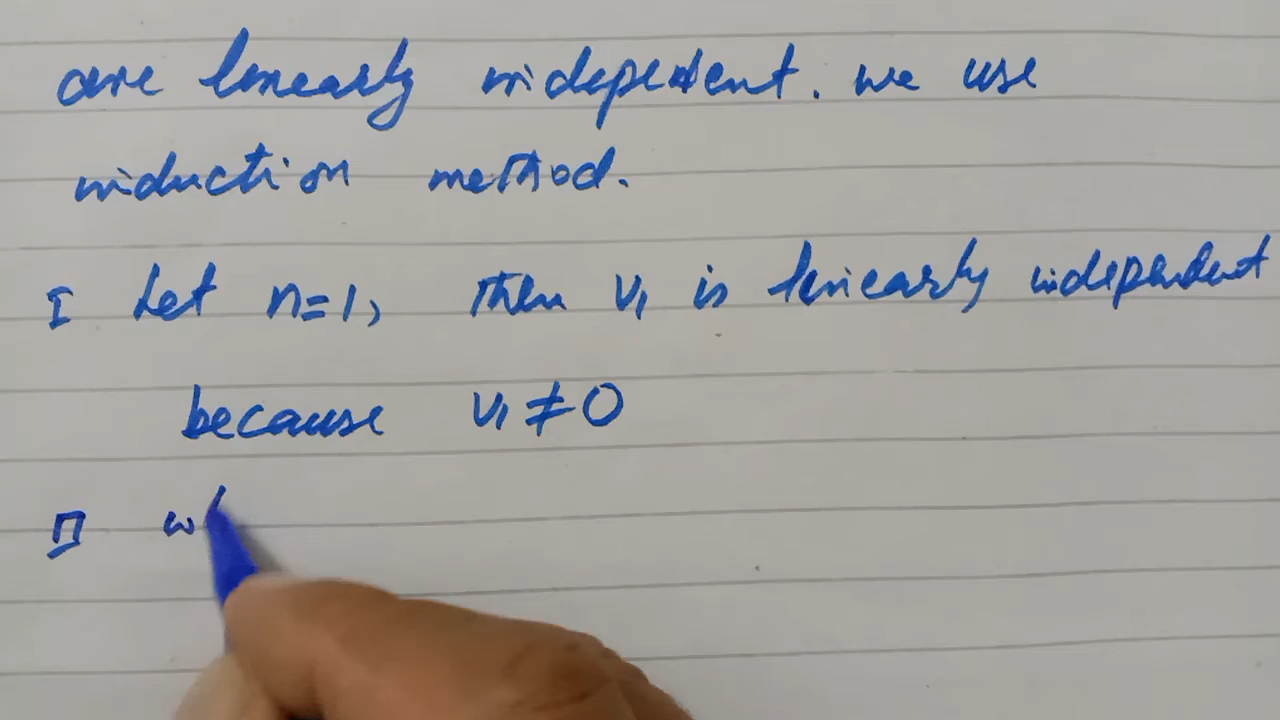 are linearly independent. we use
induction method.
I Let n=1, then v₁ is linearly independent
because v₁ ≠ 0
II